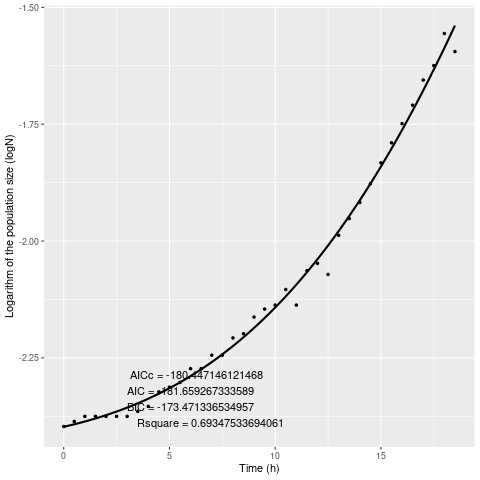 -1.50
-1.75
-2.00
-2.25
Logarithm of the population size (logN)
AICc = -180.447146121468
AIC = -181.659267333589
BIC = -173.471336534957
Rsquare = 0.69347533694061
0
5
10
15
Time (h)